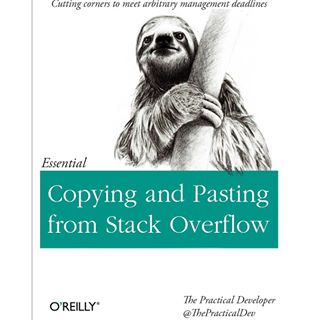 Cutting corners to meet arbitrary management deadlines
Essential
Copying and Pasting
from Stack Overflow
O'REILLY®
The Practical Developer
@ThePracticalDev